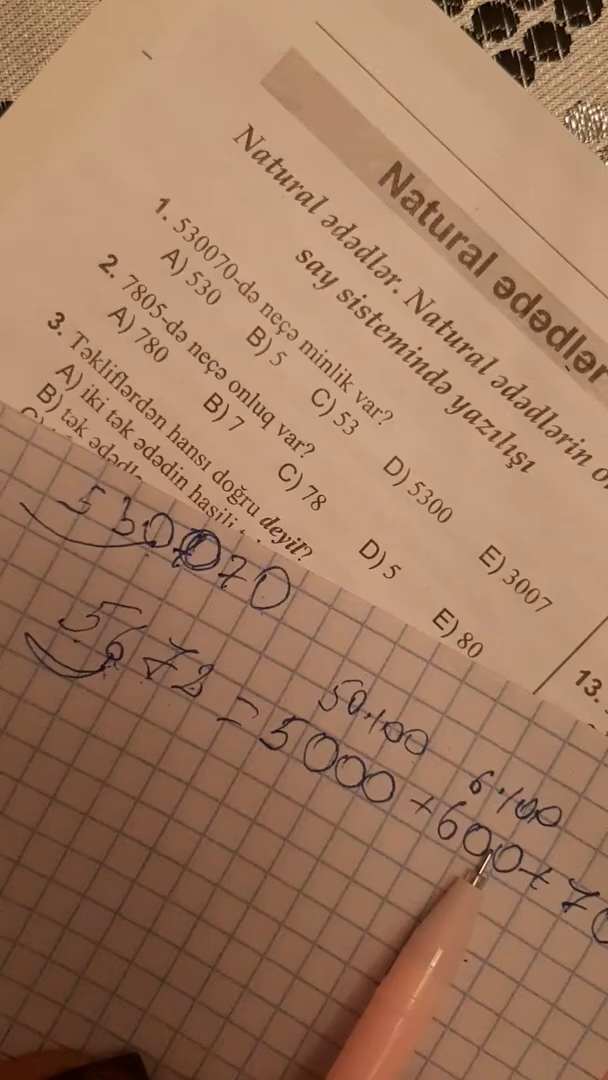 Natural ədədlər
Natural ədədlər. Natural ədədlərin
say sistemində yazılışı
1. 530070-də neçə minlik var?
A) 530 B) 5 C) 53 D) 5300 E) 3007
2. 7805-də neçə onluq var?
A) 780 B) 7 C) 78 D) 5 E) 80
3. Təkliflərdən hansı doğru deyil?
A) iki tək ədədin hasili
B) tək
13.
530070
50·100 6·100
5672 = 5000 + 600 + 70